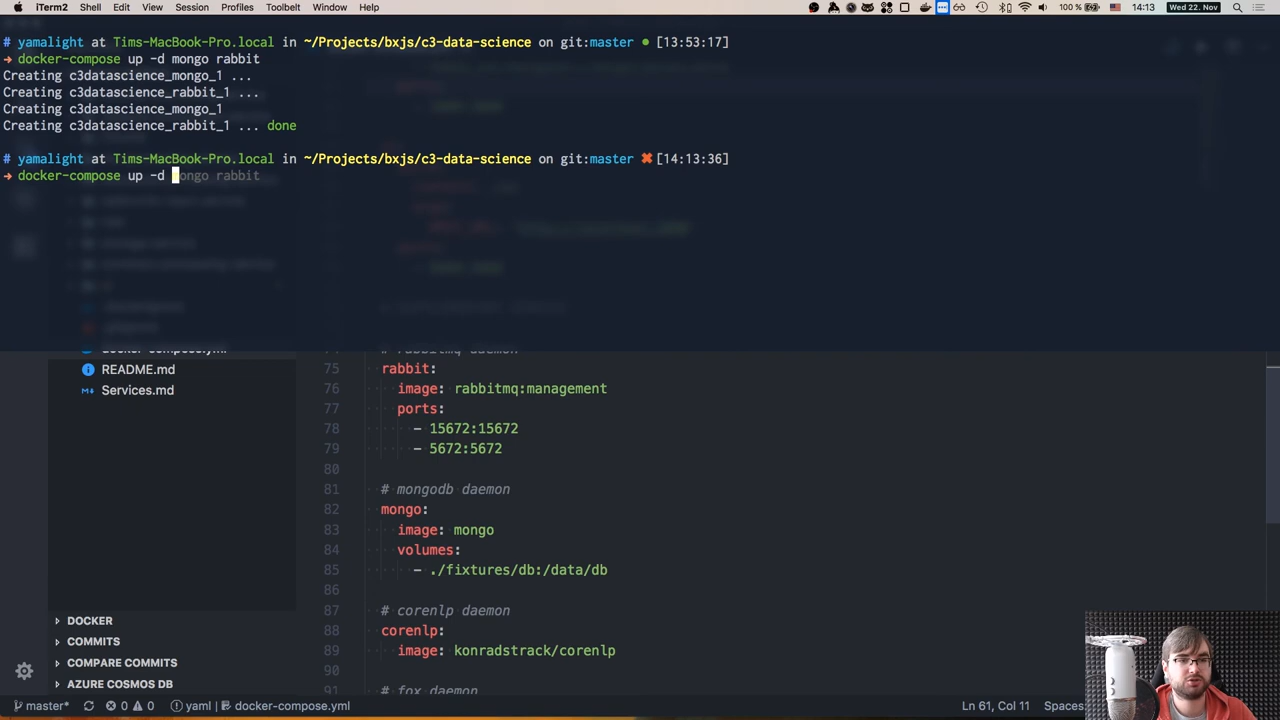 iTerm2 Shell Edit View Session Profiles Toolbelt Window Help 100 % 14:13 Wed 22. Nov
# yamalight at Tims-MacBook-Pro.local in ~/Projects/bxjs/c3-data-science on git:master ● [13:53:17]
→ docker-compose up -d mongo rabbit
Creating c3datascience_mongo_1 ...
Creating c3datascience_rabbit_1 ...
Creating c3datascience_mongo_1
Creating c3datascience_rabbit_1 ... done
# yamalight at Tims-MacBook-Pro.local in ~/Projects/bxjs/c3-data-science on git:master ✖ [14:13:36]
→ docker-compose up -d mongo rabbit
README.md
Services.md
DOCKER
COMMITS
COMPARE COMMITS
AZURE COSMOS DB
75 rabbit:
76 image: rabbitmq:management
77 ports:
78 - 15672:15672
79 - 5672:5672
80
81 # mongodb daemon
82 mongo:
83 image: mongo
84 volumes:
85 - ./fixtures/db:/data/db
86
87 # corenlp daemon
88 corenlp:
89 image: konradstrack/corenlp
90
91 # fox daemon
master* 0 0 yaml | docker-compose.yml Ln 61, Col 11 Spaces: